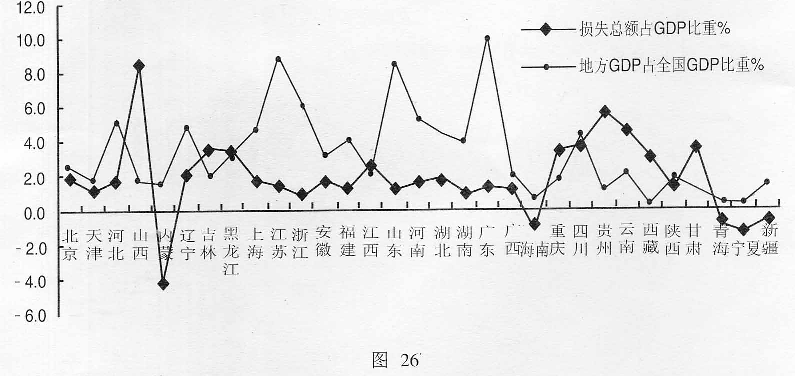 12.0
10.0
8.0
6.0
4.0
2.0
0.0
-2.0
-4.0
-6.0
损失总额占GDP比重%
地方GDP占全国GDP比重%
北京
天津
河北
山西
内蒙
辽宁
吉林
黑龙江
上海
江苏
浙江
安徽
福建
江西
山东
河南
湖北
湖南
广东
广西
海南
重庆
四川
贵州
云南
西藏
陕西
甘肃
青海
宁夏
新疆
图 26